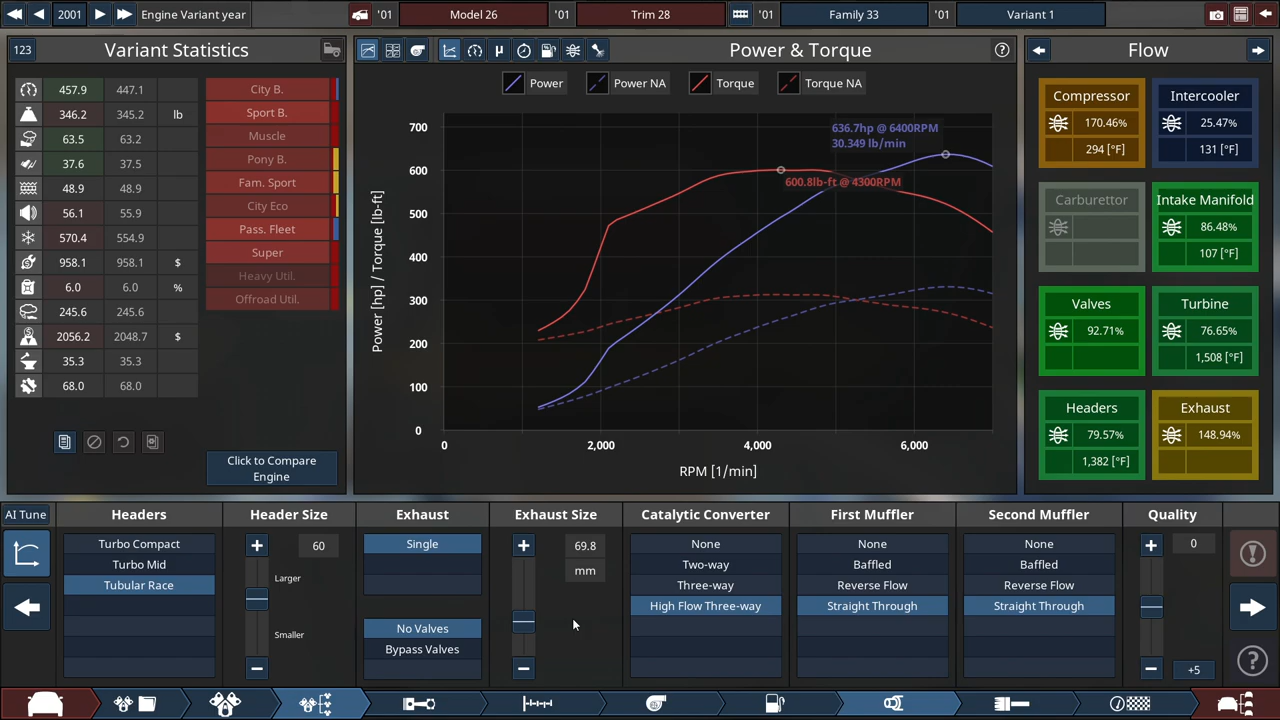 2001 Engine Variant year '01 Model 26 '01 Trim 28 '01 Family 33 '01 Variant 1
123 Variant Statistics
457.9 447.1
346.2 345.2 lb
63.5 63.2
37.6 37.5
48.9 48.9
56.1 55.9
570.4 554.9
958.1 958.1 $
6.0 6.0 %
245.6 245.6
2056.2 2048.7 $
35.3 35.3
68.0 68.0
City B.
Sport B.
Muscle
Pony B.
Fam. Sport
City Eco
Pass. Fleet
Super
Heavy Util.
Offroad Util.
Click to Compare
Engine
Power & Torque
Power Power NA Torque Torque NA
Power [hp] / Torque [lb-ft]
700
600
500
400
300
200
100
0
636.7hp @ 6400RPM
30.349 lb/min
600.8lb-ft @ 4300RPM
0 2,000 4,000 6,000
RPM [1/min]
Flow
Compressor
170.46%
294 [°F]
Intercooler
25.47%
131 [°F]
Carburettor
Intake Manifold
86.48%
107 [°F]
Valves
92.71%
Turbine
76.65%
1,508 [°F]
Headers
79.57%
1,382 [°F]
Exhaust
148.94%
AI Tune
Headers
Turbo Compact
Turbo Mid
Tubular Race
Header Size
60
Larger
Smaller
Exhaust
Single
No Valves
Bypass Valves
Exhaust Size
69.8
mm
Catalytic Converter
None
Two-way
Three-way
High Flow Three-way
First Muffler
None
Baffled
Reverse Flow
Straight Through
Second Muffler
None
Baffled
Reverse Flow
Straight Through
Quality
0
+5